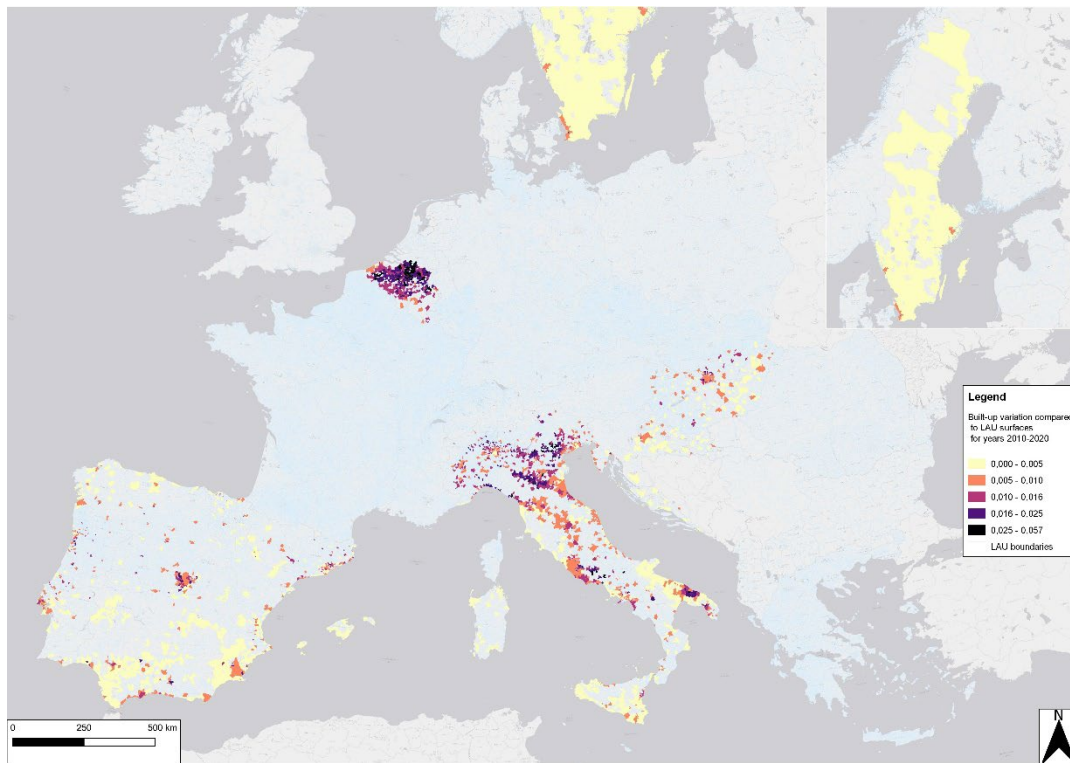 Legend
Built-up variation compared
to LAU surfaces
for years 2010-2020
0,000 - 0.005
0,005 - 0,010
0,010 - 0,016
0,016 - 0,025
0,025 - 0,057
LAU boundaries
0 250 500 km
N